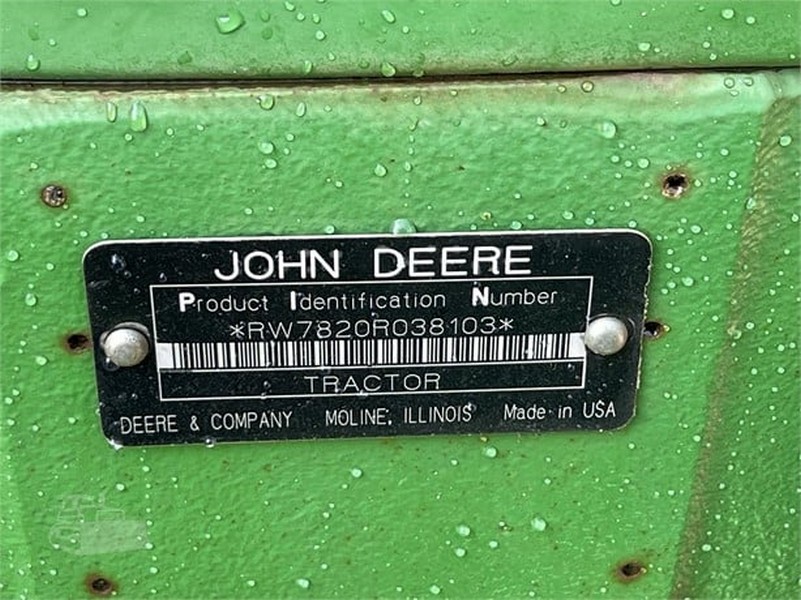 JOHN DEERE
Product Identification Number
*RW7820R038103*
TRACTOR
DEERE & COMPANY MOLINE, ILLINOIS Made in USA